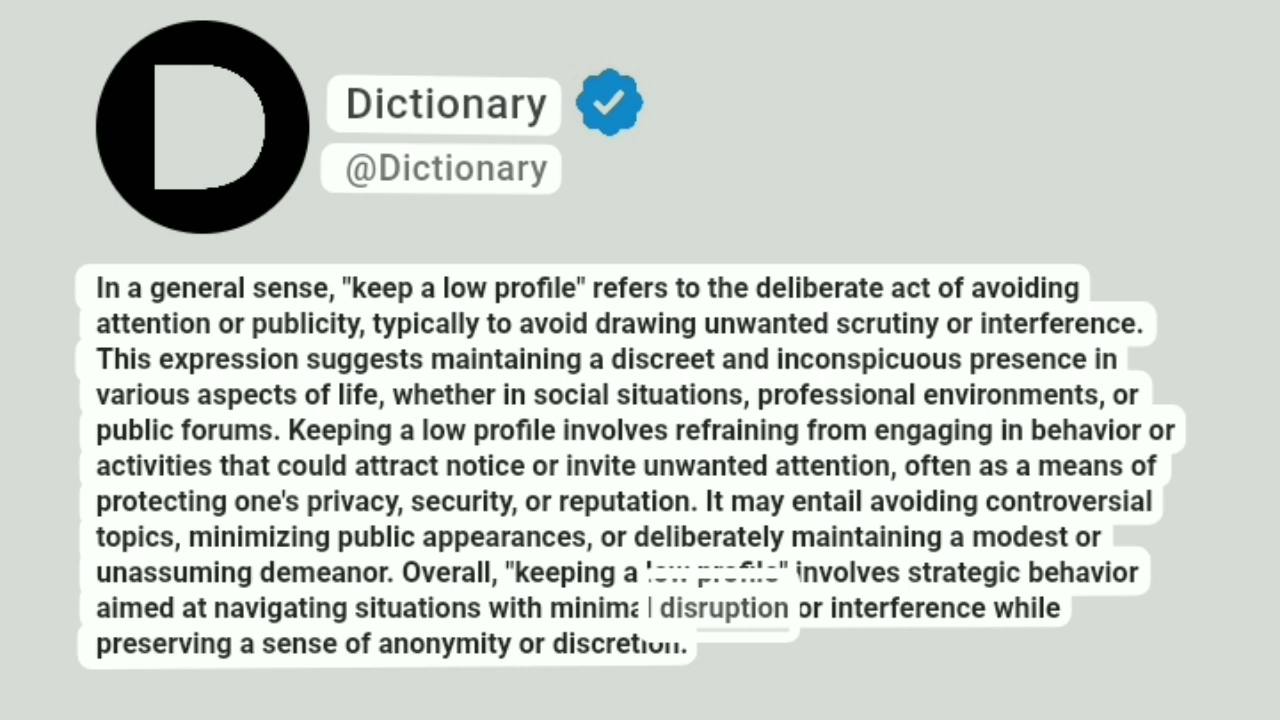 Dictionary
@Dictionary
In a general sense, "keep a low profile" refers to the deliberate act of avoiding
attention or publicity, typically to avoid drawing unwanted scrutiny or interference.
This expression suggests maintaining a discreet and inconspicuous presence in
various aspects of life, whether in social situations, professional environments, or
public forums. Keeping a low profile involves refraining from engaging in behavior or
activities that could attract notice or invite unwanted attention, often as a means of
protecting one's privacy, security, or reputation. It may entail avoiding controversial
topics, minimizing public appearances, or deliberately maintaining a modest or
unassuming demeanor. Overall, "keeping a low profile" involves strategic behavior
aimed at navigating situations with minimal disruption or interference while
preserving a sense of anonymity or discretion.